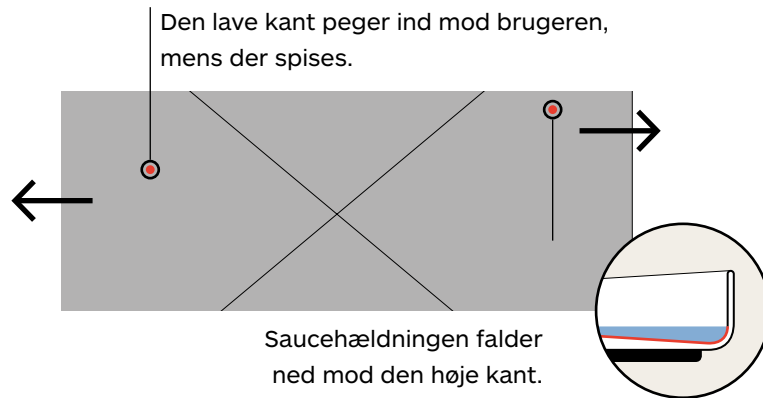 Den lave kant peger ind mod brugeren,
mens der spises.
Saucehældningen falder
ned mod den høje kant.